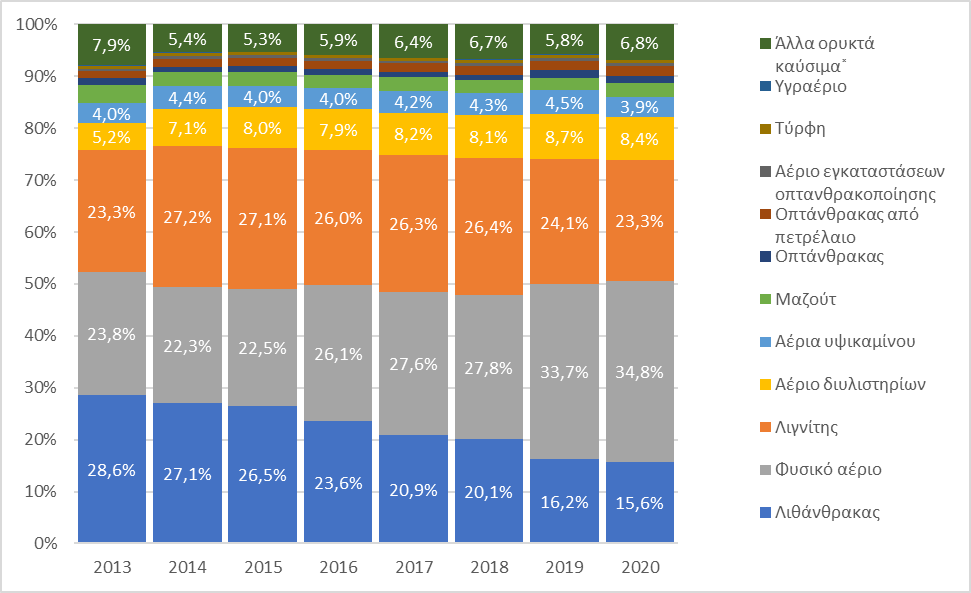 100%
90%
80%
70%
60%
50%
40%
30%
20%
10%
0%
7,9% 5,4% 5,3% 5,9% 6,4% 6,7% 5,8% 6,8%
4,0% 4,4% 4,0% 4,0% 4,2% 4,3% 4,5% 3,9%
5,2% 7,1% 8,0% 7,9% 8,2% 8,1% 8,7% 8,4%
23,3% 27,2% 27,1% 26,0% 26,3% 26,4% 24,1% 23,3%
23,8% 22,3% 22,5% 26,1% 27,6% 27,8% 33,7% 34,8%
28,6% 27,1% 26,5% 23,6% 20,9% 20,1% 16,2% 15,6%
2013 2014 2015 2016 2017 2018 2019 2020
Άλλα ορυκτά
καύσιμα*
Υγραέριο
Τύρφη
Αέριο εγκαταστάσεων
οπτανθρακοποίησης
Οπτάνθρακας από
πετρέλαιο
Οπτάνθρακας
Μαζούτ
Αέρια υψικαμίνου
Αέριο διυλιστηρίων
Λιγνίτης
Φυσικό αέριο
Λιθάνθρακας